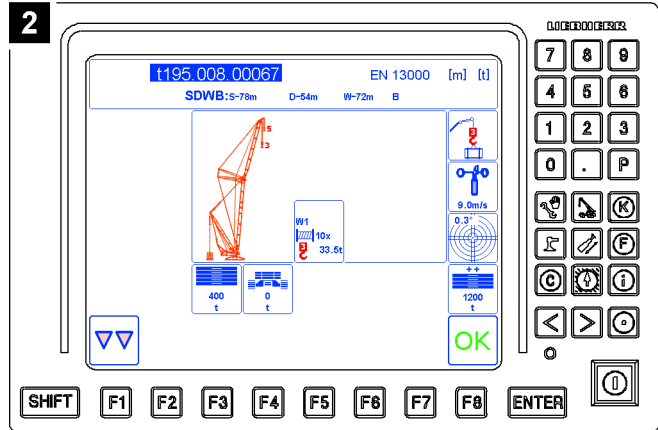 2
LIEBHERR
t195.008.00067 EN 13000 [m] [t]
SDWB:S-78m D-54m W-72m B
5
3
3
9.0m/s
0.3°
W1
10x
3 33.5t
400
t
0
t
++
1200
t
OK
7 8 9
4 5 6
1 2 3
0 . P
K
F
C i
< >
SHIFT F1 F2 F3 F4 F5 F6 F7 F8 ENTER